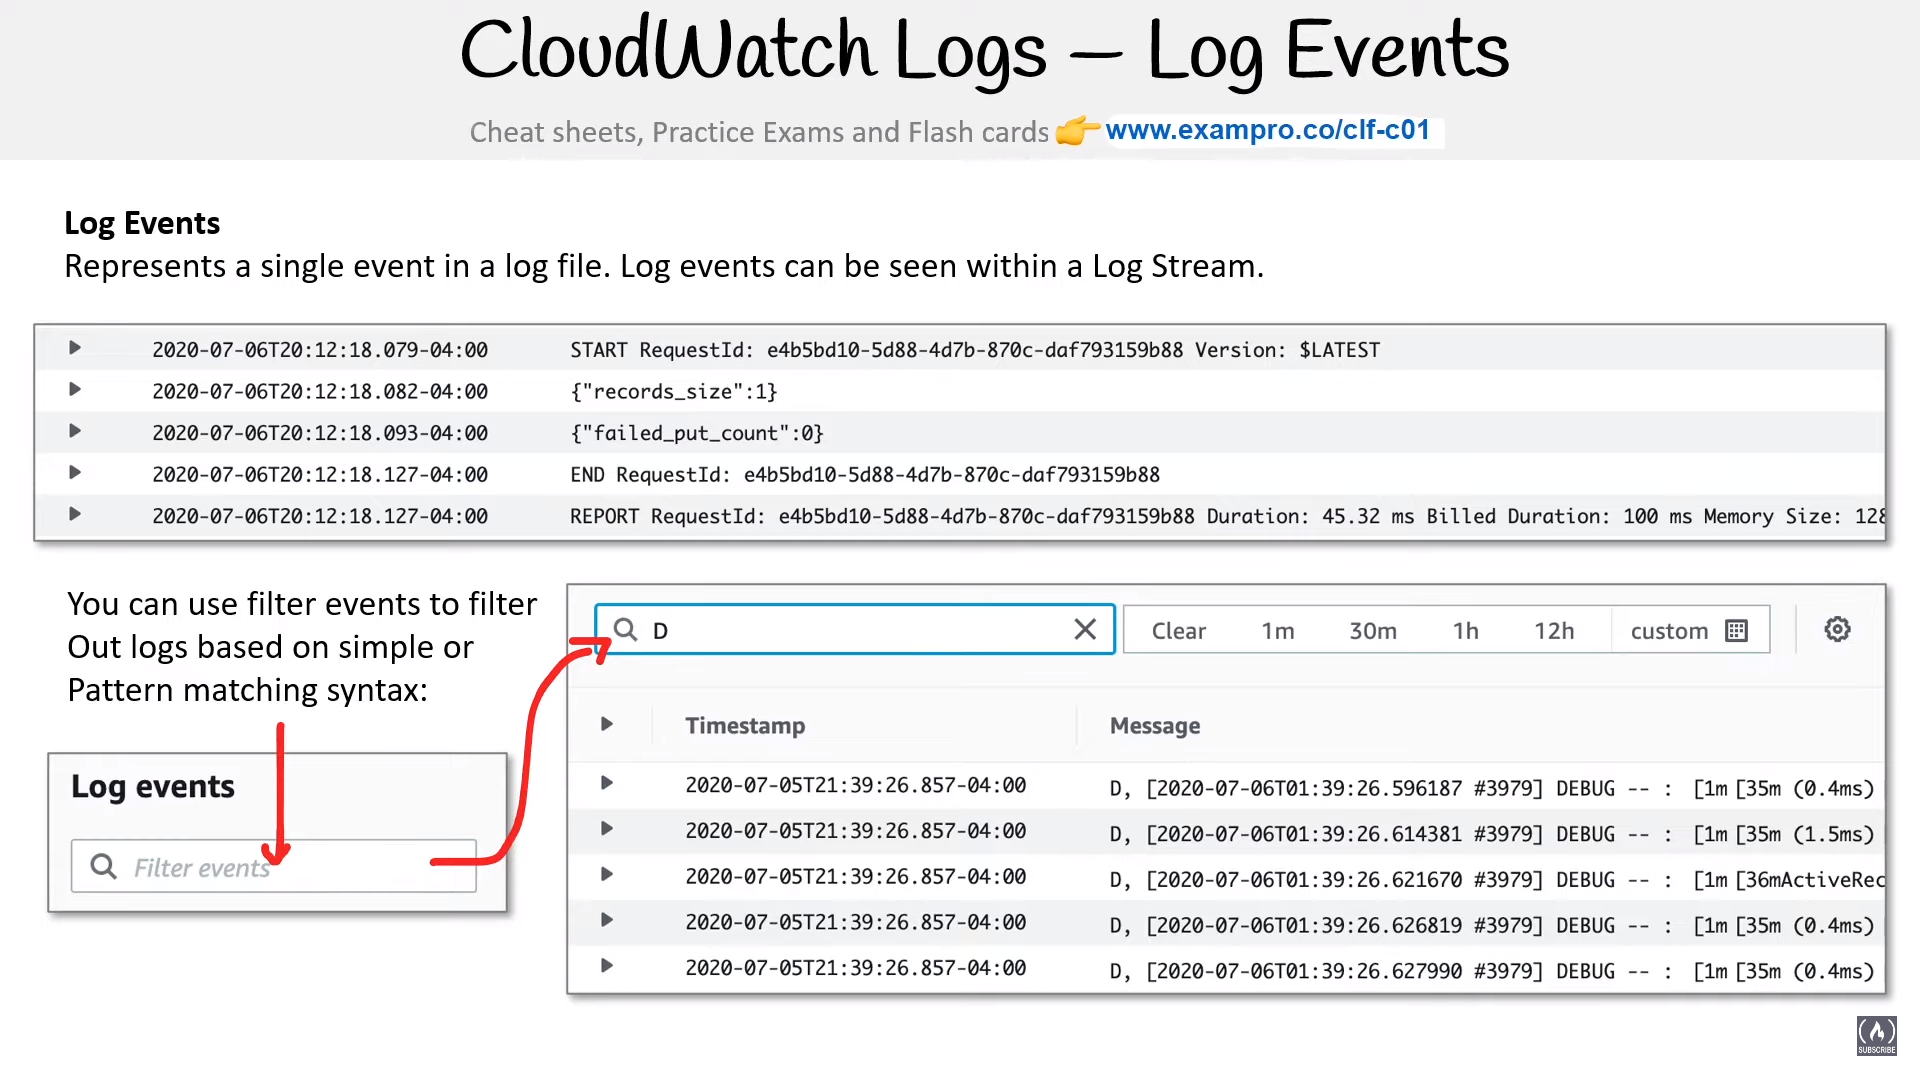 CloudWatch Logs – Log Events
Cheat sheets, Practice Exams and Flash cards 👉 www.exampro.co/clf-c01
Log Events
Represents a single event in a log file. Log events can be seen within a Log Stream.
2020-07-06T20:12:18.079-04:00 START RequestId: e4b5bd10-5d88-4d7b-870c-daf793159b88 Version: $LATEST
2020-07-06T20:12:18.082-04:00 {"records_size":1}
2020-07-06T20:12:18.093-04:00 {"failed_put_count":0}
2020-07-06T20:12:18.127-04:00 END RequestId: e4b5bd10-5d88-4d7b-870c-daf793159b88
2020-07-06T20:12:18.127-04:00 REPORT RequestId: e4b5bd10-5d88-4d7b-870c-daf793159b88 Duration: 45.32 ms Billed Duration: 100 ms Memory Size: 128
You can use filter events to filter
Out logs based on simple or
Pattern matching syntax:
Log events
Filter events
D
Clear 1m 30m 1h 12h custom
Timestamp Message
2020-07-05T21:39:26.857-04:00 D, [2020-07-06T01:39:26.596187 #3979] DEBUG -- : [1m [35m (0.4ms)
2020-07-05T21:39:26.857-04:00 D, [2020-07-06T01:39:26.614381 #3979] DEBUG -- : [1m [35m (1.5ms)
2020-07-05T21:39:26.857-04:00 D, [2020-07-06T01:39:26.621670 #3979] DEBUG -- : [1m [36mActiveRec
2020-07-05T21:39:26.857-04:00 D, [2020-07-06T01:39:26.626819 #3979] DEBUG -- : [1m [35m (0.4ms)
2020-07-05T21:39:26.857-04:00 D, [2020-07-06T01:39:26.627990 #3979] DEBUG -- : [1m [35m (0.4ms)
SUBSCRIBE